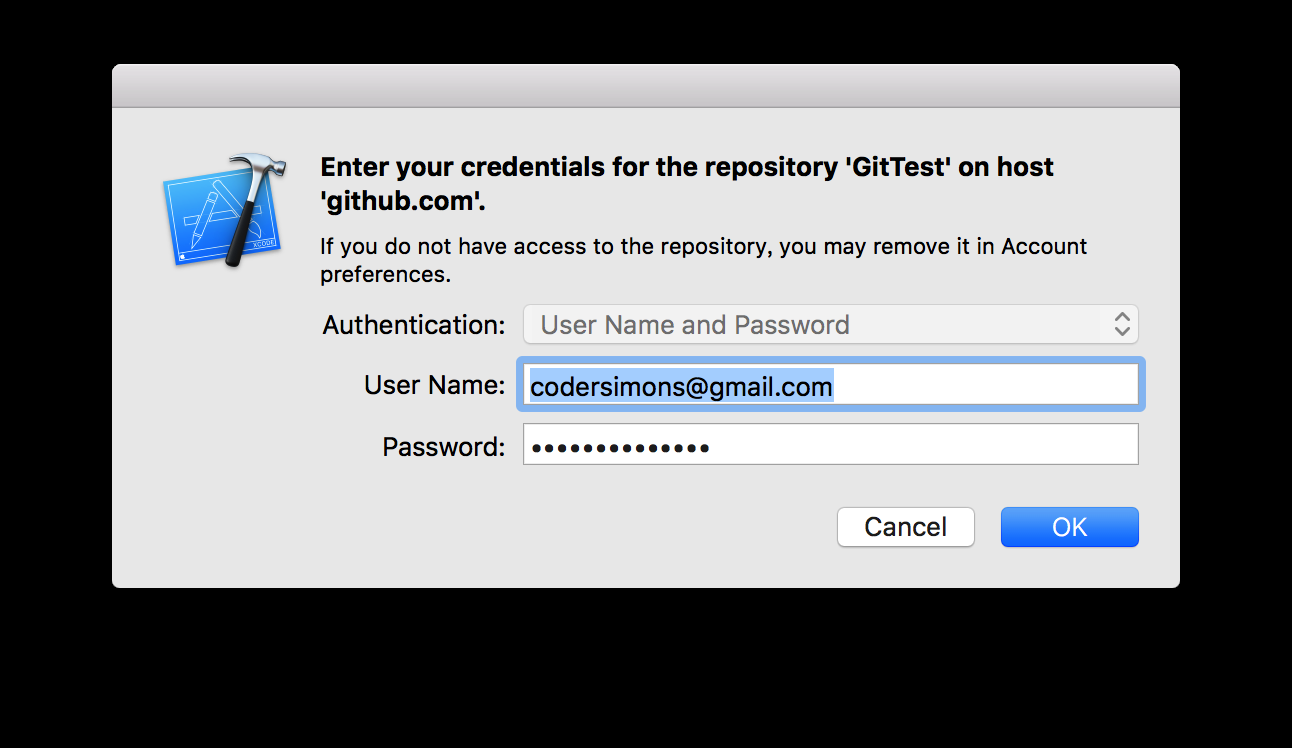 Enter your credentials for the repository 'GitTest' on host
'github.com'.
If you do not have access to the repository, you may remove it in Account
preferences.
Authentication: User Name and Password
User Name: codersimons@gmail.com
Password: ••••••••••••••
Cancel OK
XCODE